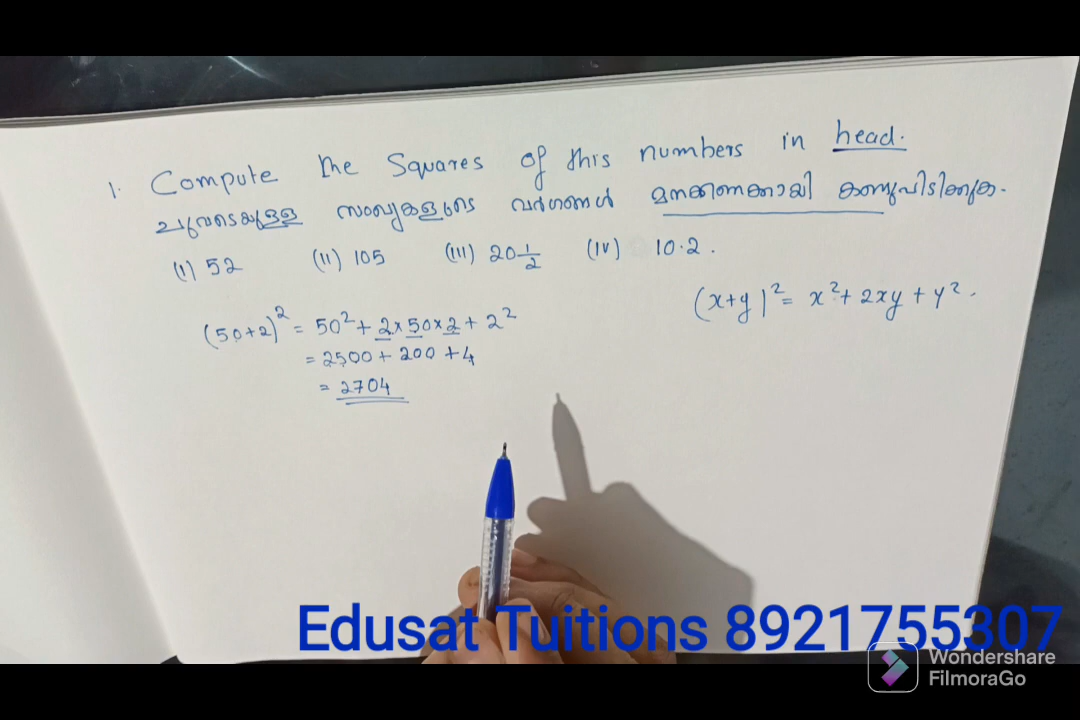 1. Compute the Squares of this numbers in head.
ചുവടെയുള്ള സംഖ്യകളുടെ വർഗങ്ങൾ മനക്കണക്കായി കണ്ടുപിടിക്കുക.
(I) 52 (II) 105 (III) 20 1/2 (IV) 10.2.
(x+y)² = x² + 2xy + y².
(50+2)² = 50² + 2×50×2 + 2²
= 2500 + 200 + 4
= 2704
Edusat Tuitions 8921755307
Wondershare
FilmoraGo